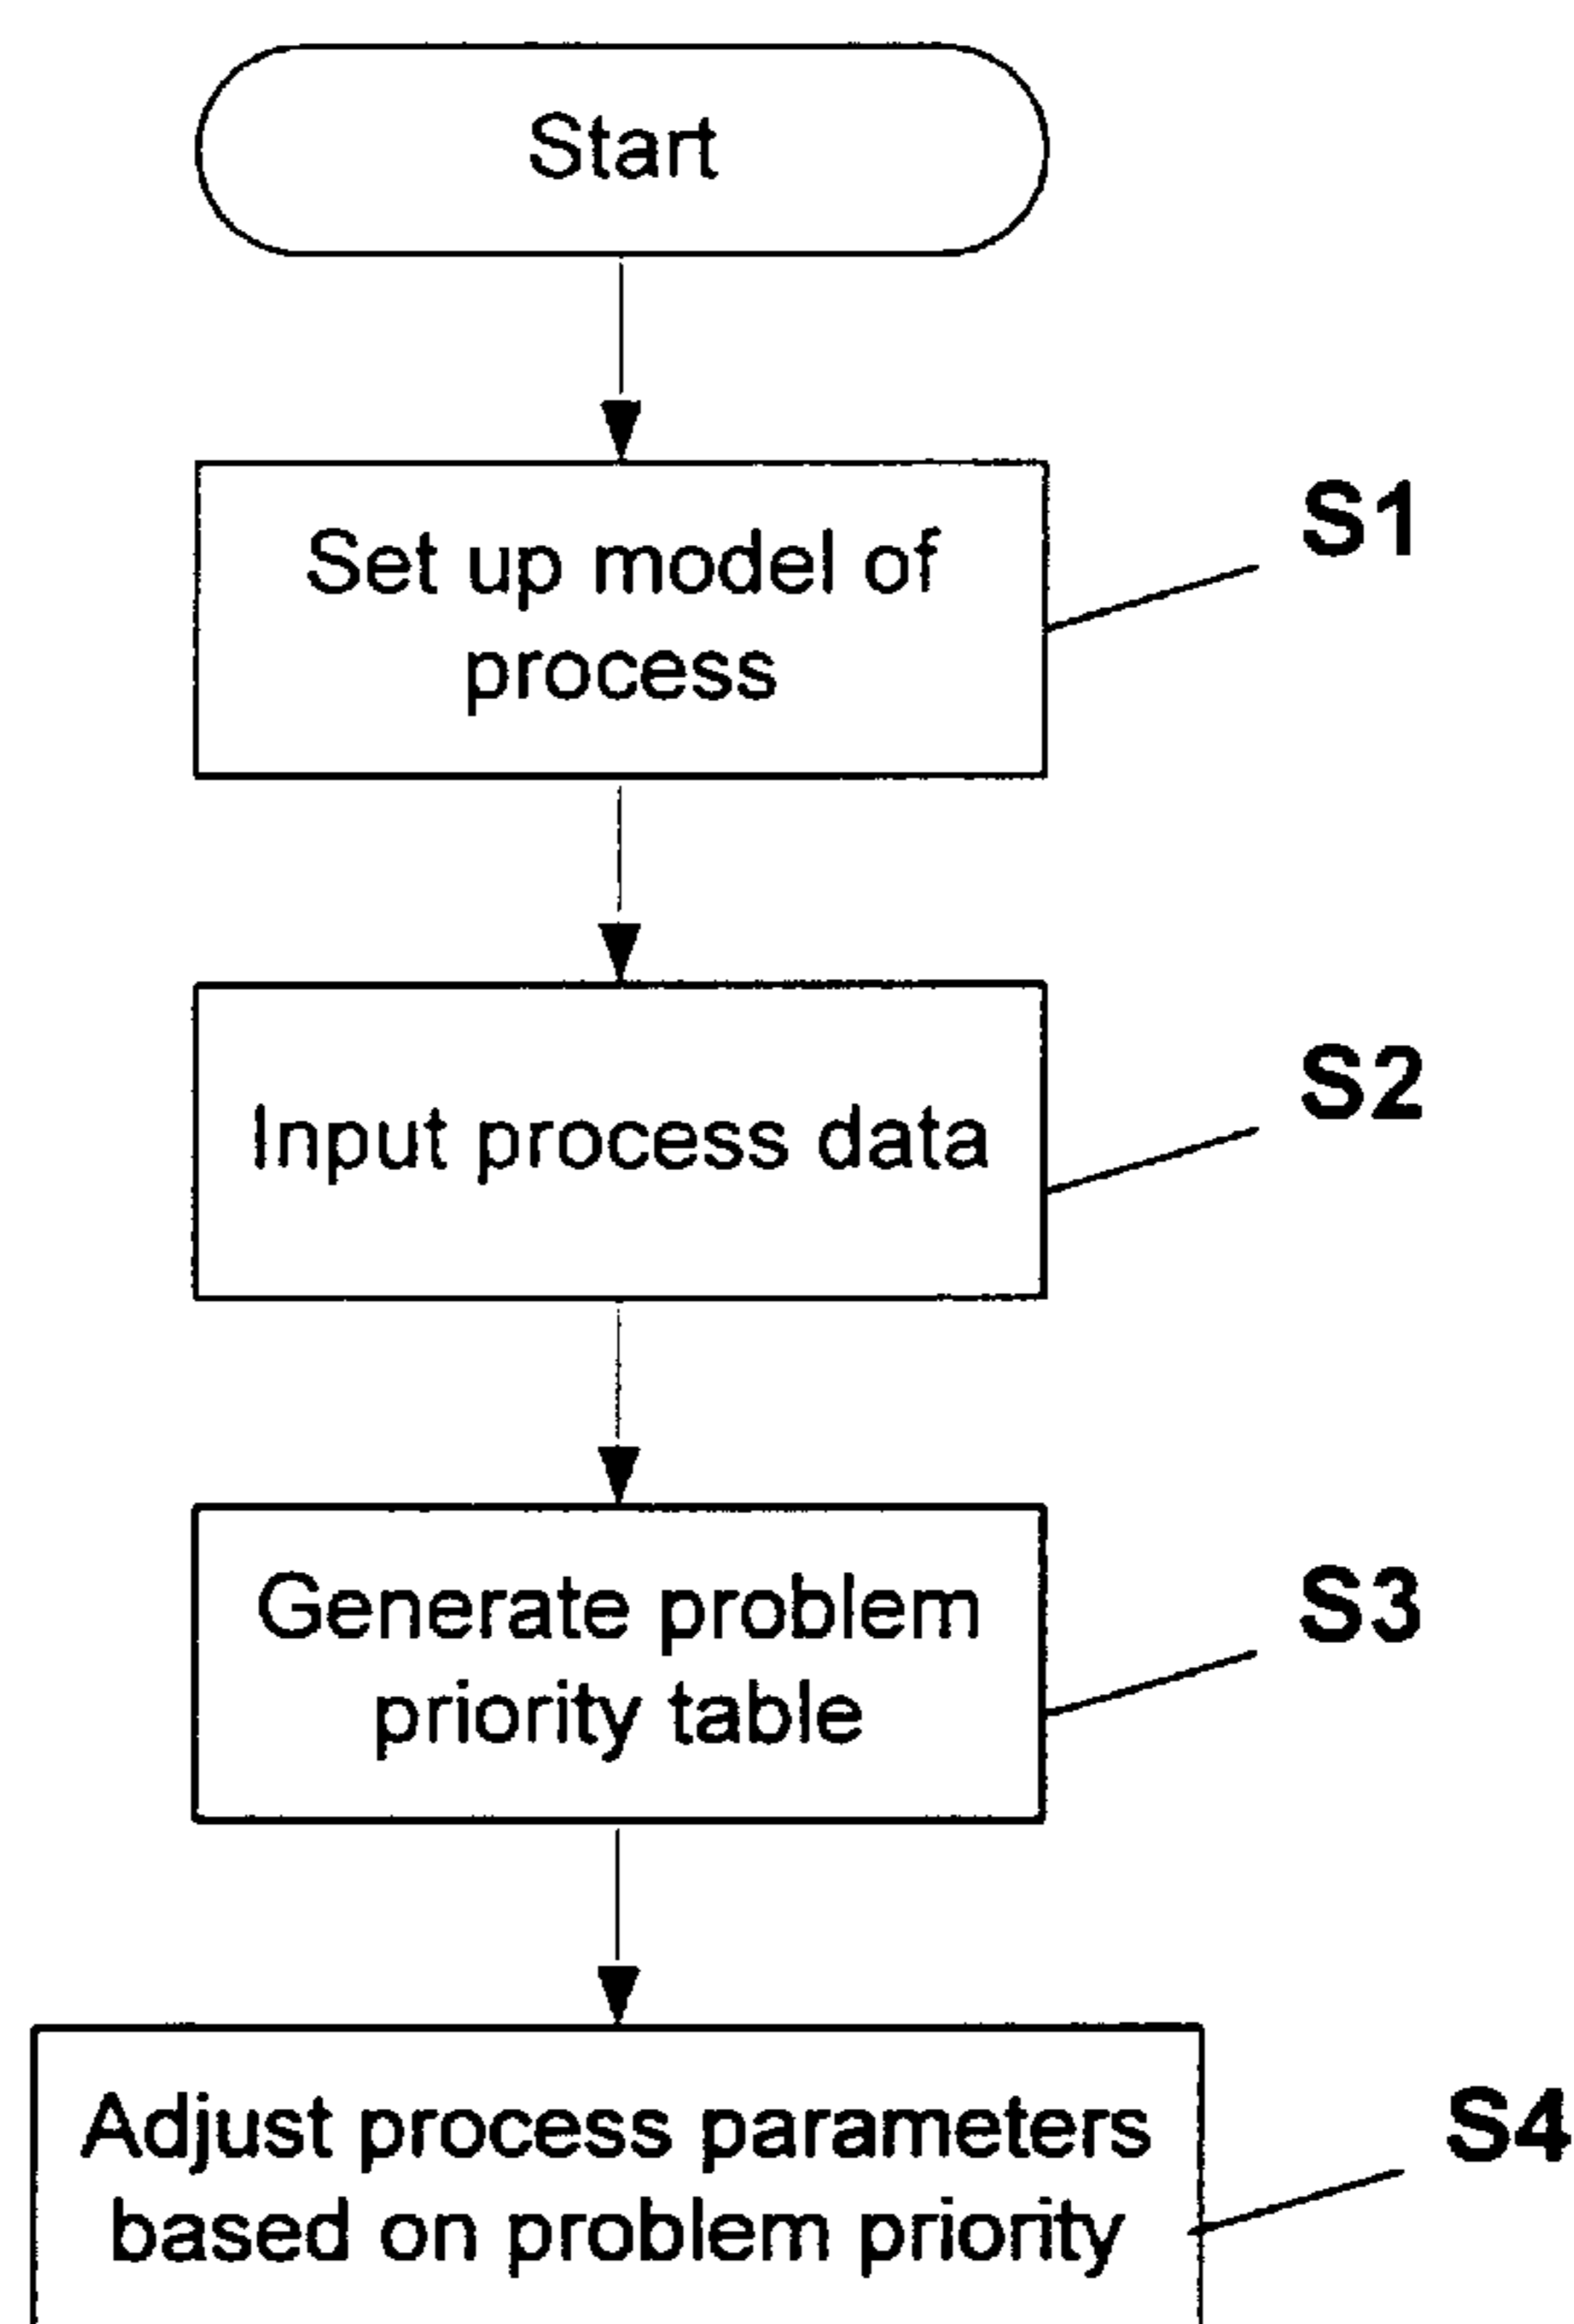 Start
Set up model of
process
S1
Input process data
S2
Generate problem
priority table
S3
Adjust process parameters
based on problem priority
S4